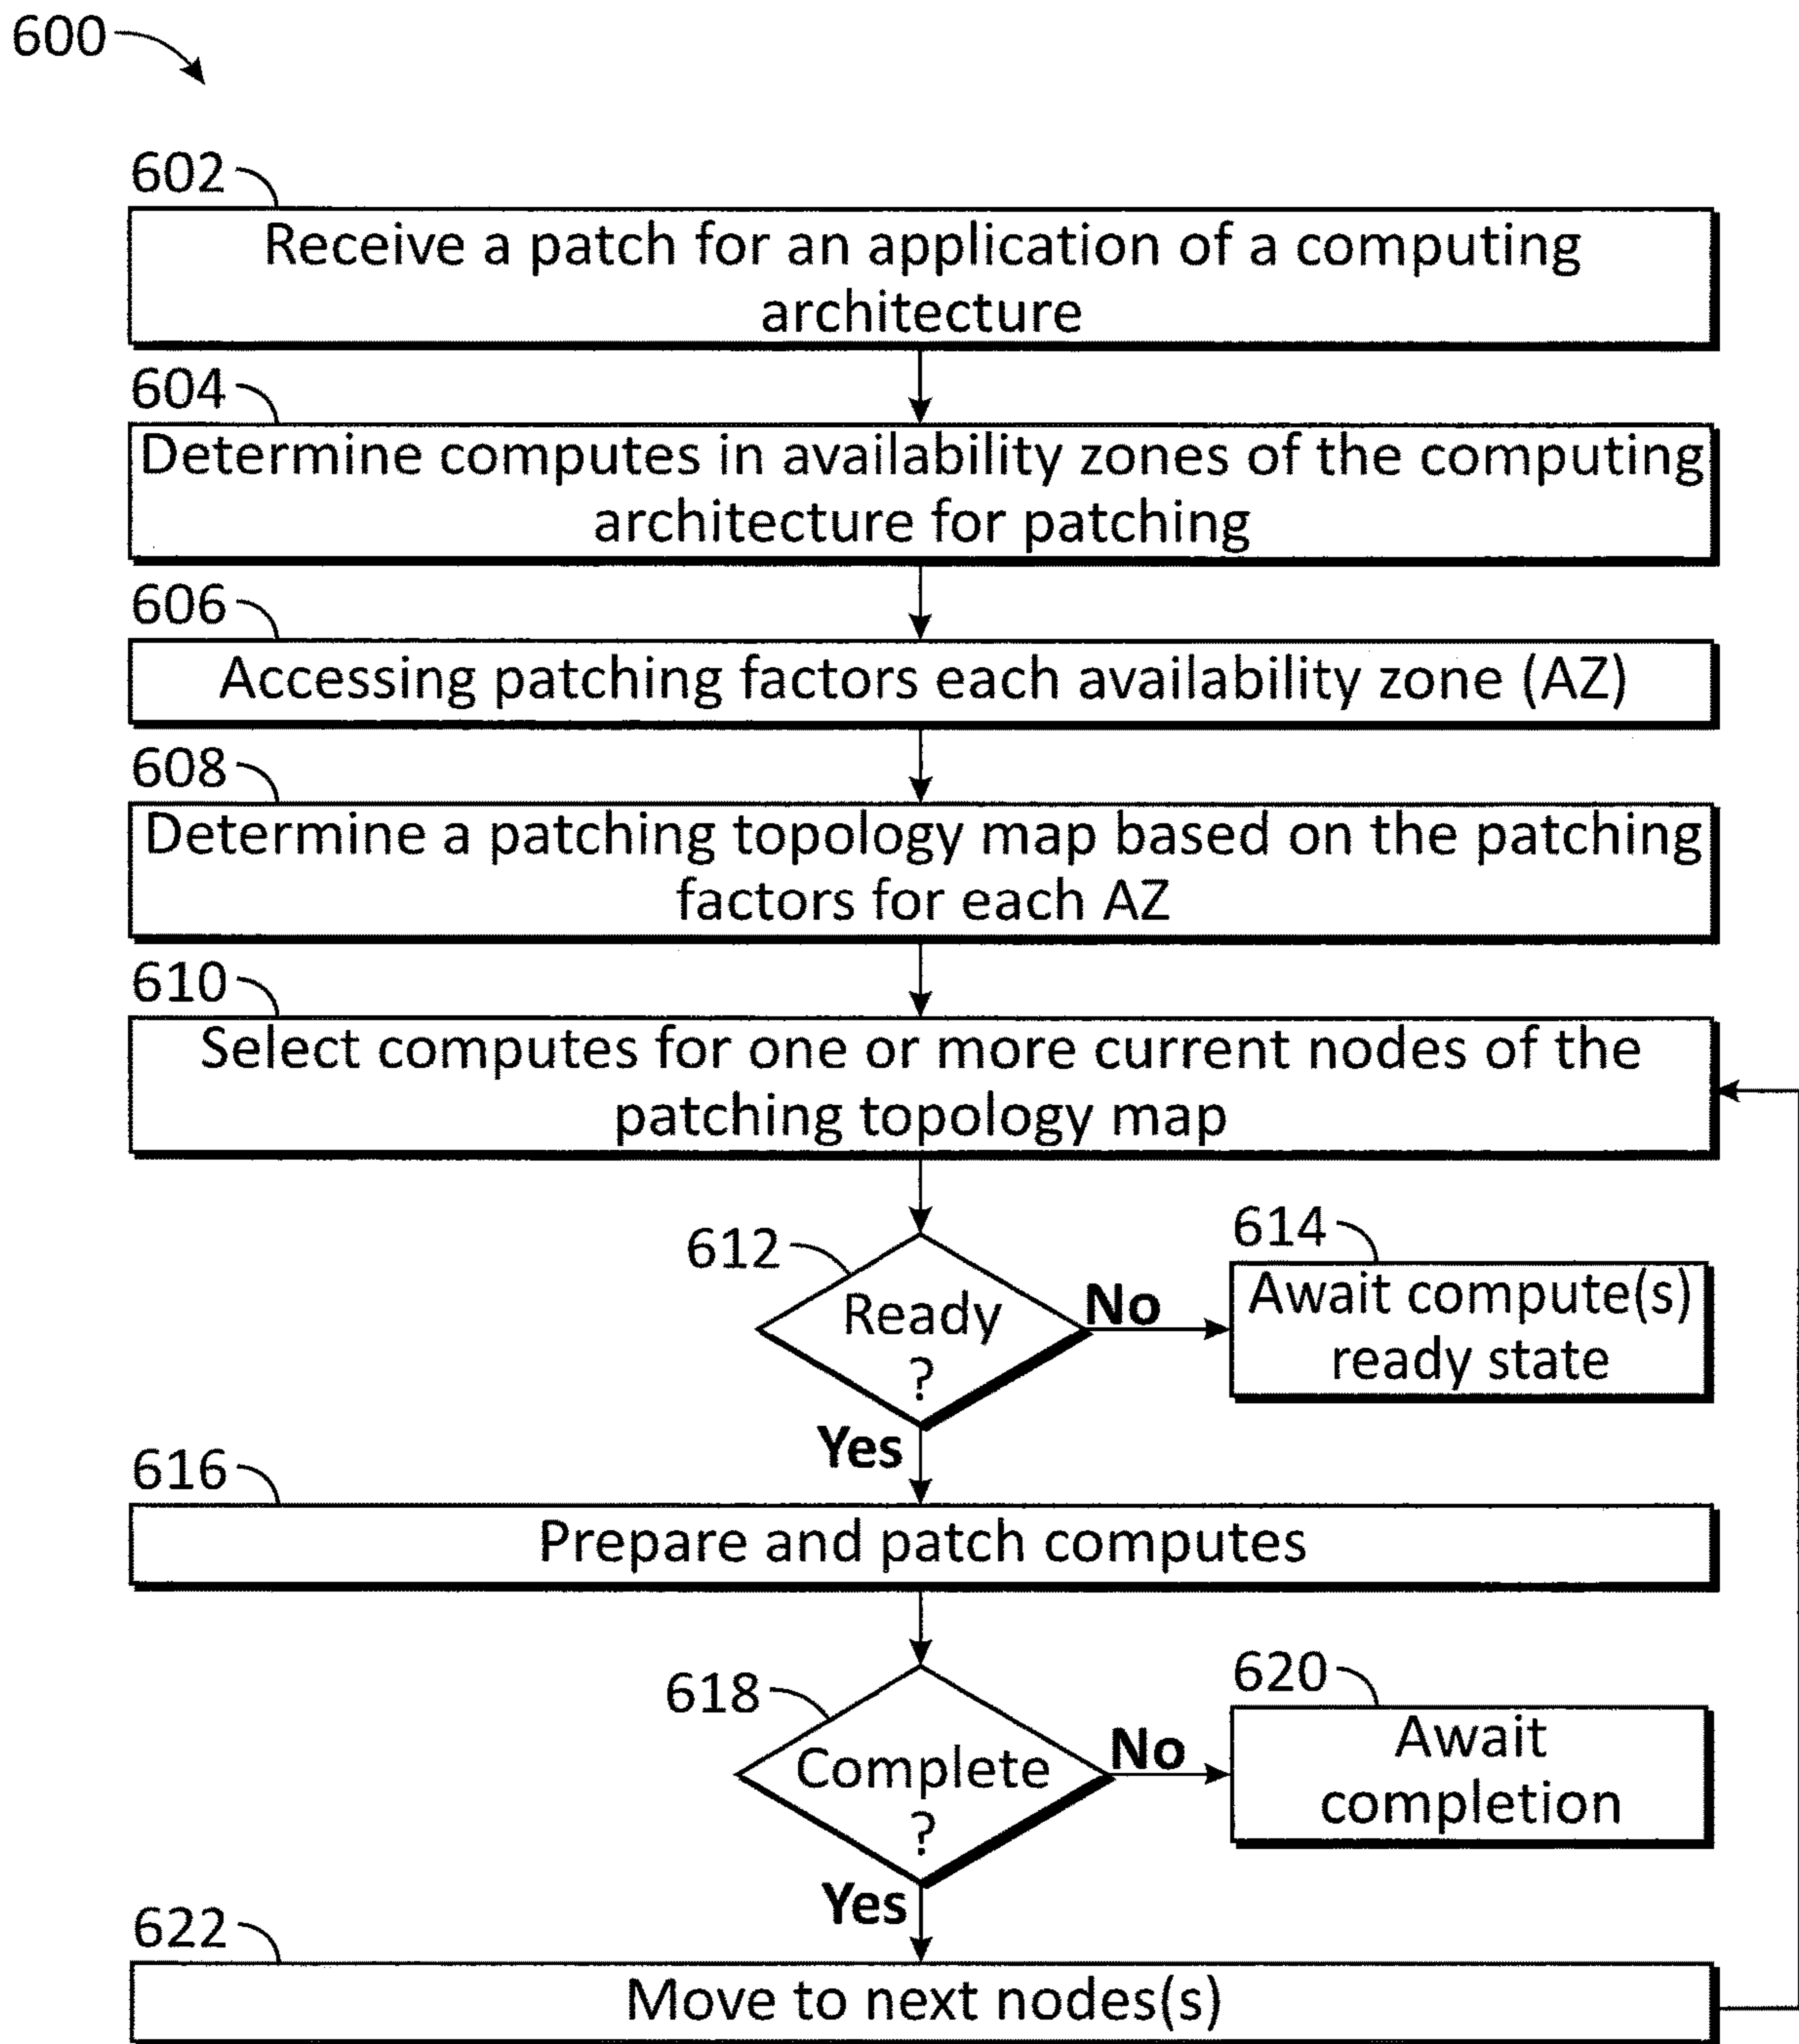 600
602
Receive a patch for an application of a computing
architecture
604
Determine computes in availability zones of the computing
architecture for patching
606
Accessing patching factors each availability zone (AZ)
608
Determine a patching topology map based on the patching
factors for each AZ
610
Select computes for one or more current nodes of the
patching topology map
612
Ready
?
No
614
Await compute(s)
ready state
Yes
616
Prepare and patch computes
618
Complete
?
No
620
Await
completion
Yes
622
Move to next nodes(s)